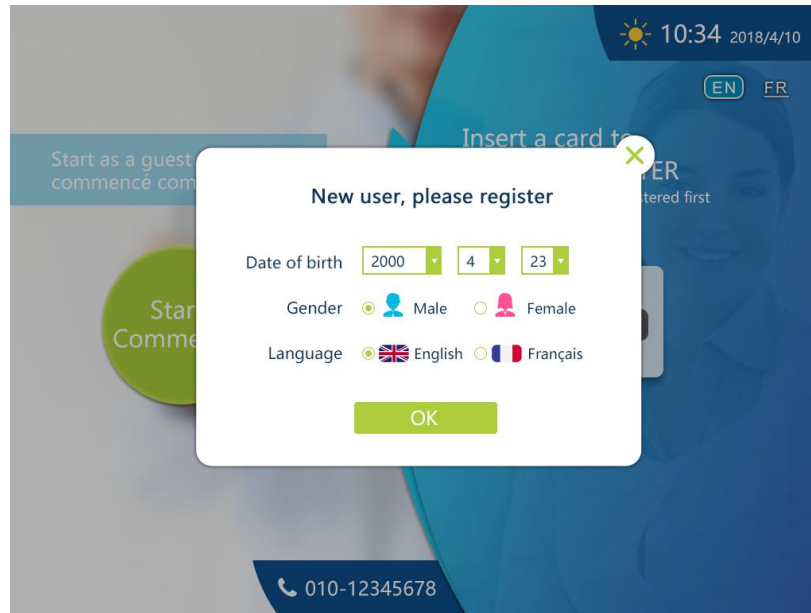 10:34 2018/4/10
EN FR
Start as a guest
commencé com
Insert a card to
ER
stered first
New user, please register
Date of birth 2000 4 23
Gender Male Female
Language English Français
OK
Star
Comme
010-12345678